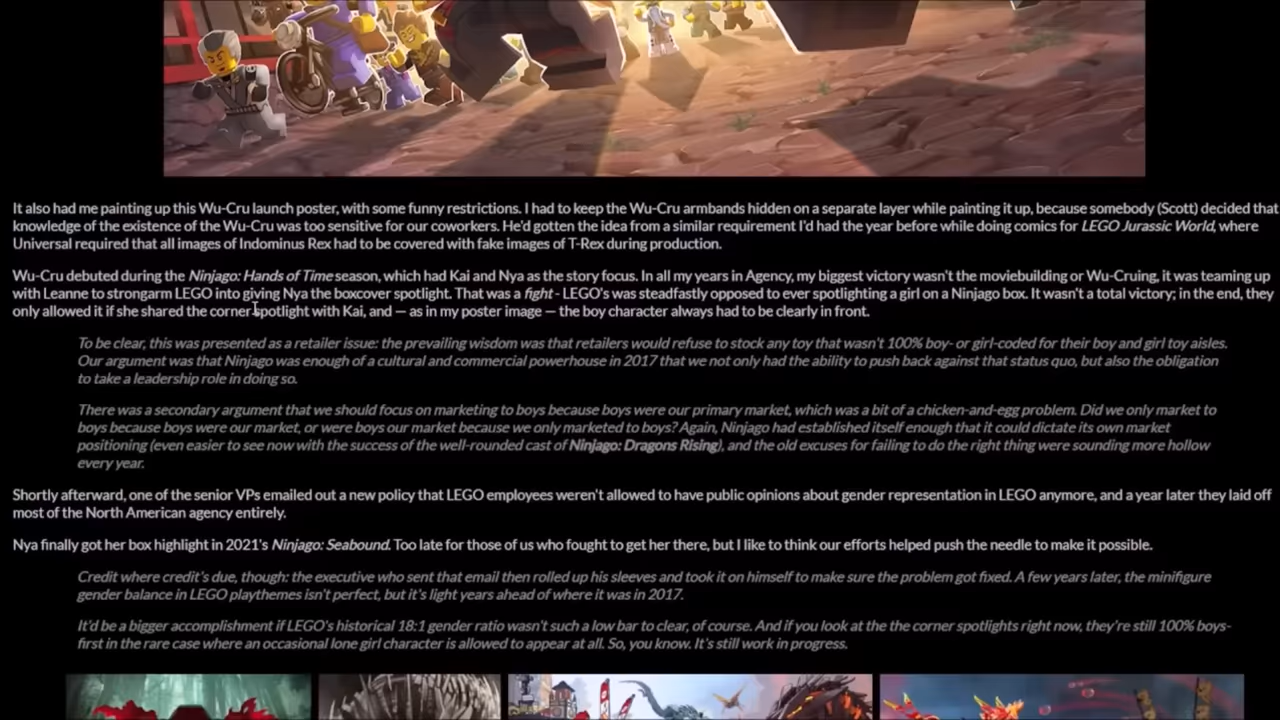 It also had me painting up this Wu-Cru launch poster, with some funny restrictions. I had to keep the Wu-Cru armbands hidden on a separate layer while painting it up, because somebody (Scott) decided that
knowledge of the existence of the Wu-Cru was too sensitive for our coworkers. He'd gotten the idea from a similar requirement I'd had the year before while doing comics for LEGO Jurassic World, where
Universal required that all images of Indominus Rex had to be covered with fake images of T-Rex during production.
Wu-Cru debuted during the Ninjago: Hands of Time season, which had Kai and Nya as the story focus. In all my years in Agency, my biggest victory wasn't the moviebuilding or Wu-Cruing, it was teaming up
with Leanne to strongarm LEGO into giving Nya the boxcover spotlight. That was a fight - LEGO's was steadfastly opposed to ever spotlighting a girl on a Ninjago box. It wasn't a total victory; in the end, they
only allowed it if she shared the corner spotlight with Kai, and — as in my poster image — the boy character always had to be clearly in front.
To be clear, this was presented as a retailer issue: the prevailing wisdom was that retailers would refuse to stock any toy that wasn't 100% boy- or girl-coded for their boy and girl toy aisles.
Our argument was that Ninjago was enough of a cultural and commercial powerhouse in 2017 that we not only had the ability to push back against that status quo, but also the obligation
to take a leadership role in doing so.
There was a secondary argument that we should focus on marketing to boys because boys were our primary market, which was a bit of a chicken-and-egg problem. Did we only market to
boys because boys were our market, or were boys our market because we only marketed to boys? Again, Ninjago had established itself enough that it could dictate its own market
positioning (even easier to see now with the success of the well-rounded cast of Ninjago: Dragons Rising), and the old excuses for failing to do the right thing were sounding more hollow
every year.
Shortly afterward, one of the senior VPs emailed out a new policy that LEGO employees weren't allowed to have public opinions about gender representation in LEGO anymore, and a year later they laid off
most of the North American agency entirely.
Nya finally got her box highlight in 2021's Ninjago: Seabound. Too late for those of us who fought to get her there, but I like to think our efforts helped push the needle to make it possible.
Credit where credit's due, though: the executive who sent that email then rolled up his sleeves and took it on himself to make sure the problem got fixed. A few years later, the minifigure
gender balance in LEGO playthemes isn't perfect, but it's light years ahead of where it was in 2017.
It'd be a bigger accomplishment if LEGO's historical 18:1 gender ratio wasn't such a low bar to clear, of course. And if you look at the the corner spotlights right now, they're still 100% boys-
first in the rare case where an occasional lone girl character is allowed to appear at all. So, you know. It's still work in progress.